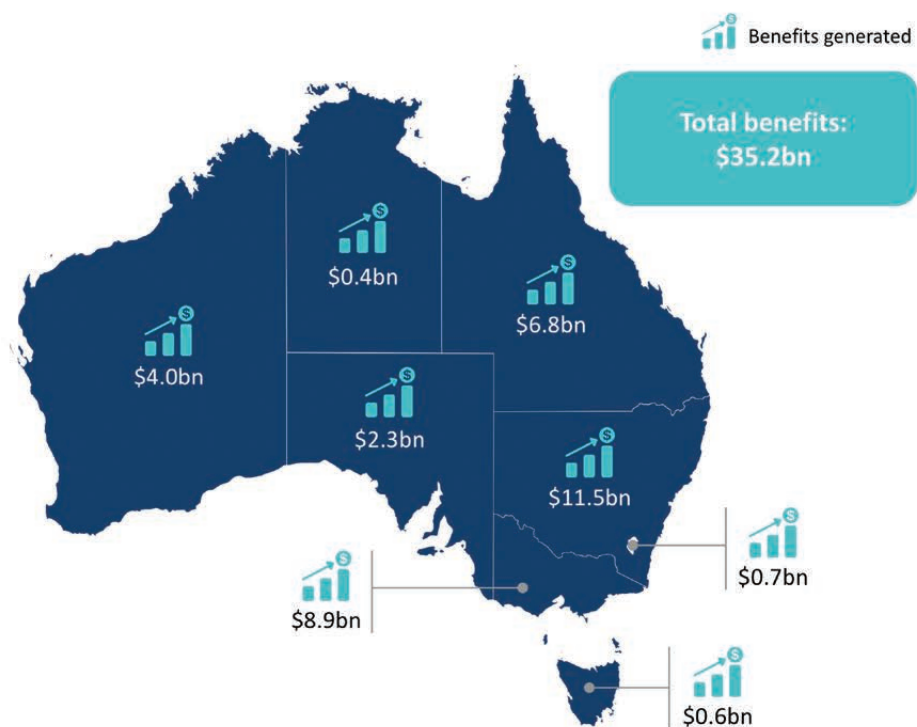 Benefits generated
Total benefits:
$35.2bn
$0.4bn
$6.8bn
$4.0bn
$2.3bn
$11.5bn
$0.7bn
$8.9bn
$0.6bn